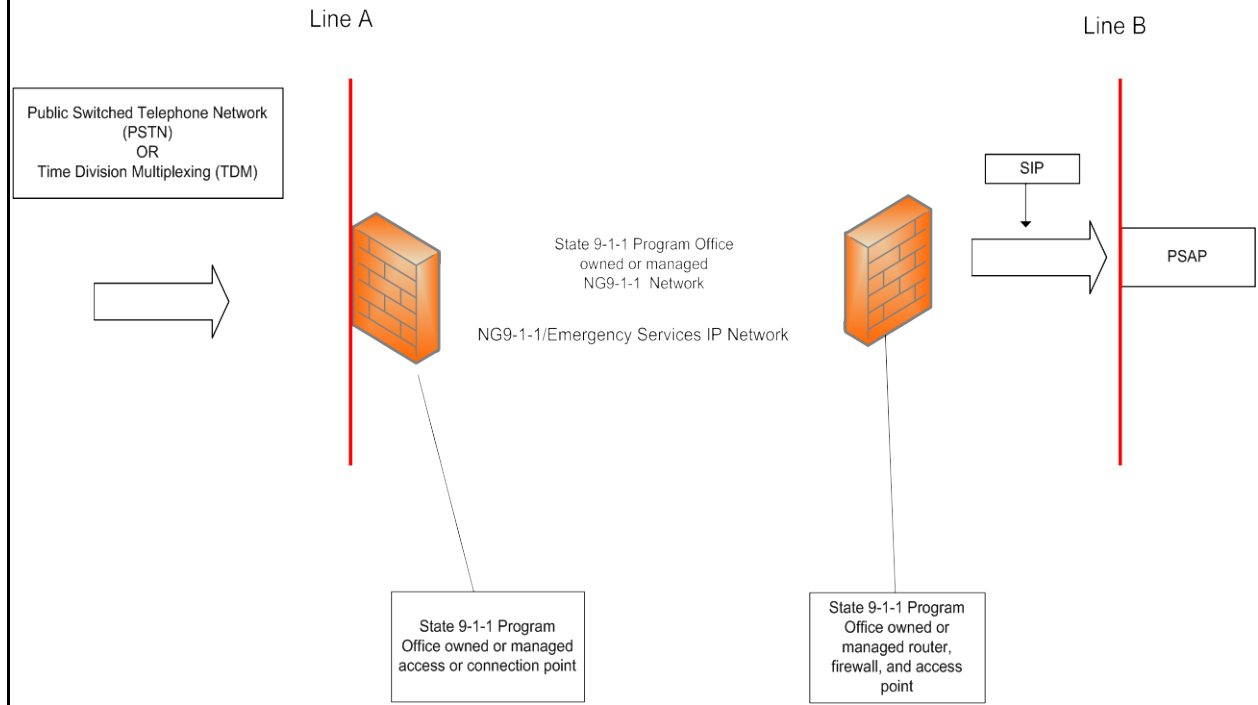 Line A
Line B
Public Switched Telephone Network
(PSTN)
OR
Time Division Multiplexing (TDM)
SIP
State 9-1-1 Program Office
owned or managed
NG9-1-1 Network
PSAP
NG9-1-1/Emergency Services IP Network
State 9-1-1 Program
Office owned or managed
access or connection point
State 9-1-1 Program
Office owned or
managed router,
firewall, and access
point